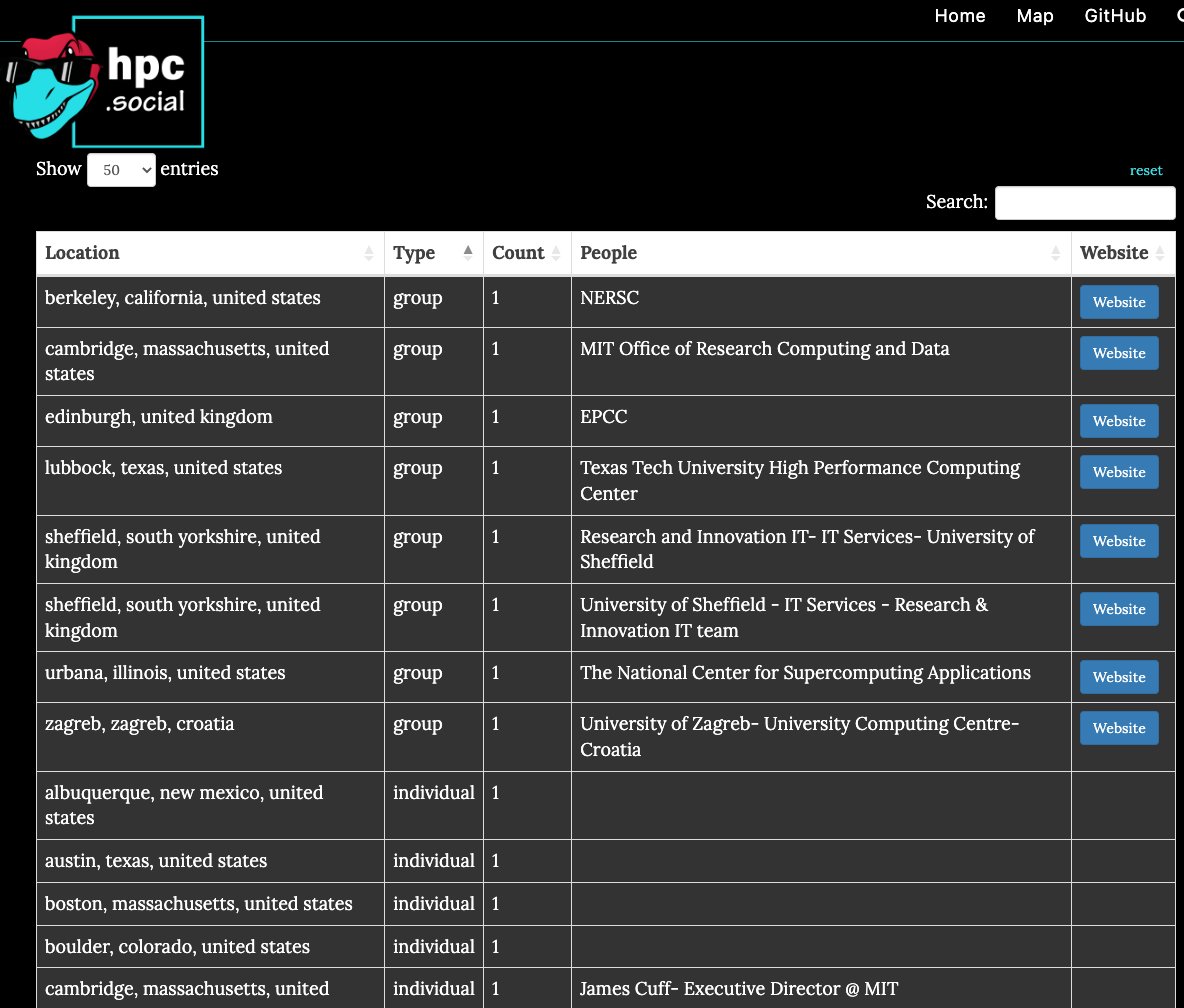 Home Map GitHub
hpc
.social
Show 50 entries
reset
Search:
Location Type Count People Website
berkeley, california, united states group 1 NERSC Website
cambridge, massachusetts, united states group 1 MIT Office of Research Computing and Data Website
edinburgh, united kingdom group 1 EPCC Website
lubbock, texas, united states group 1 Texas Tech University High Performance Computing Center Website
sheffield, south yorkshire, united kingdom group 1 Research and Innovation IT- IT Services- University of Sheffield Website
sheffield, south yorkshire, united kingdom group 1 University of Sheffield - IT Services - Research & Innovation IT team Website
urbana, illinois, united states group 1 The National Center for Supercomputing Applications Website
zagreb, zagreb, croatia group 1 University of Zagreb- University Computing Centre- Croatia Website
albuquerque, new mexico, united states individual 1
austin, texas, united states individual 1
boston, massachusetts, united states individual 1
boulder, colorado, united states individual 1
cambridge, massachusetts, united individual 1 James Cuff- Executive Director @ MIT